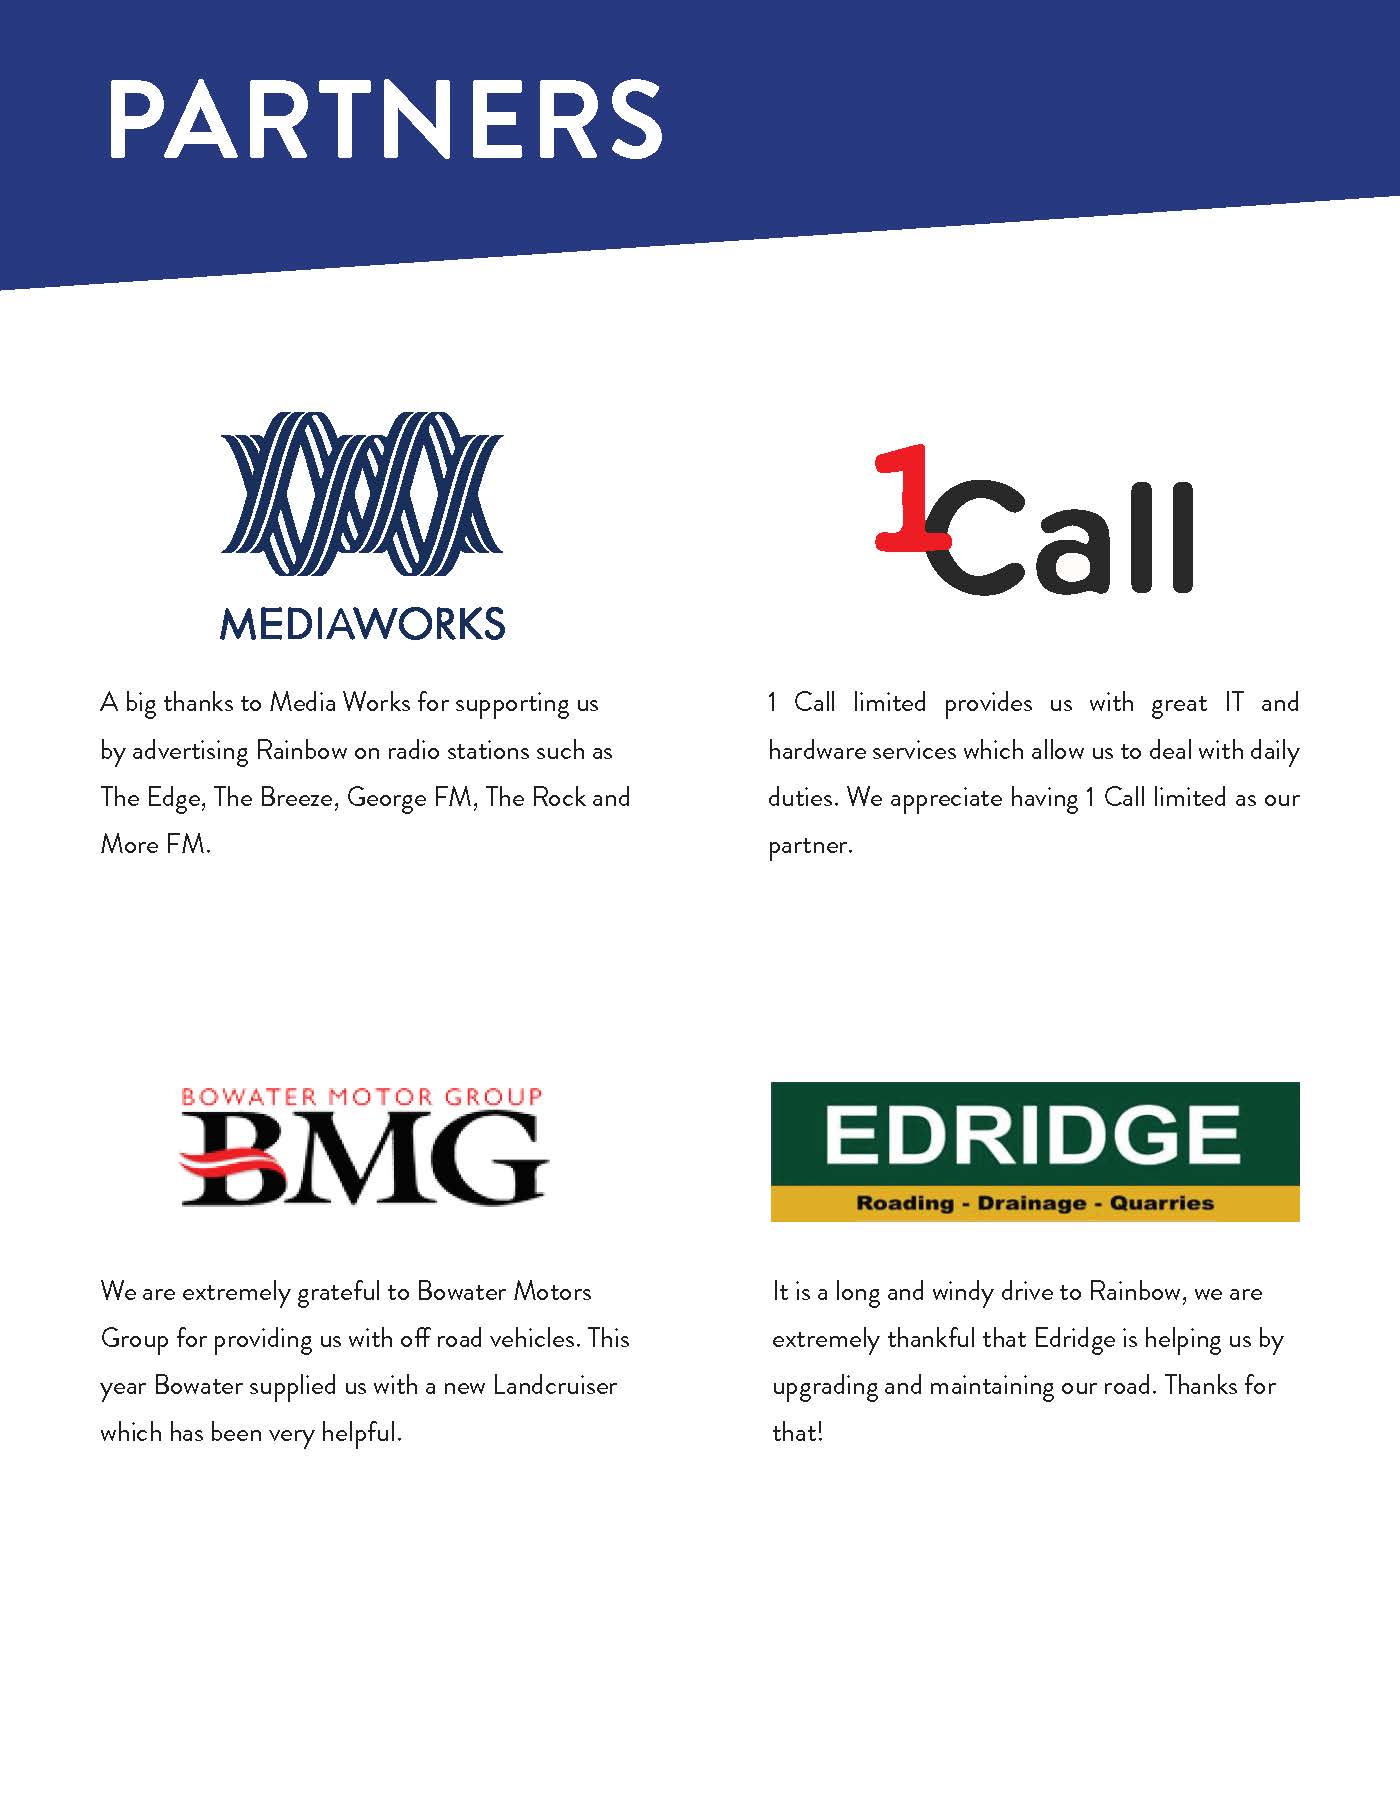 PARTNERS
MEDIAWORKS
A big thanks to Media Works for supporting us
by advertising Rainbow on radio stations such as
The Edge, The Breeze, George FM, The Rock and
More FM.
1Call
1 Call limited provides us with great IT and
hardware services which allow us to deal with daily
duties. We appreciate having 1 Call limited as our
partner.
BOWATER MOTOR GROUP
BMG
We are extremely grateful to Bowater Motors
Group for providing us with off road vehicles. This
year Bowater supplied us with a new Landcruiser
which has been very helpful.
EDRIDGE
Roading - Drainage - Quarries
It is a long and windy drive to Rainbow, we are
extremely thankful that Edridge is helping us by
upgrading and maintaining our road. Thanks for
that!